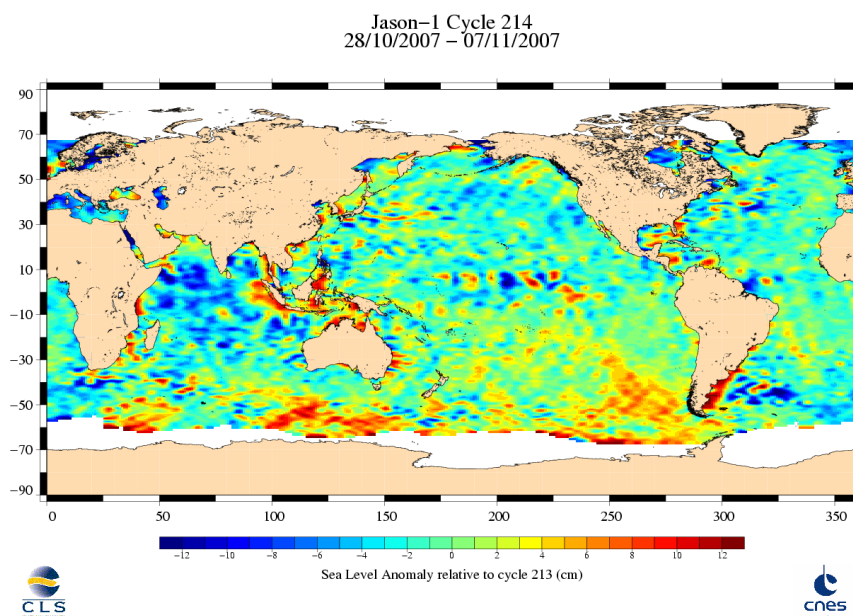 Jason-1 Cycle 214
28/10/2007 − 07/11/2007
90
70
50
30
10
−10
−30
−50
−70
−90
0 50 100 150 200 250 300 350
−12 −10 −8 −6 −4 −2 0 2 4 6 8 10 12
Sea Level Anomaly relative to cycle 213 (cm)
CLS
cnes